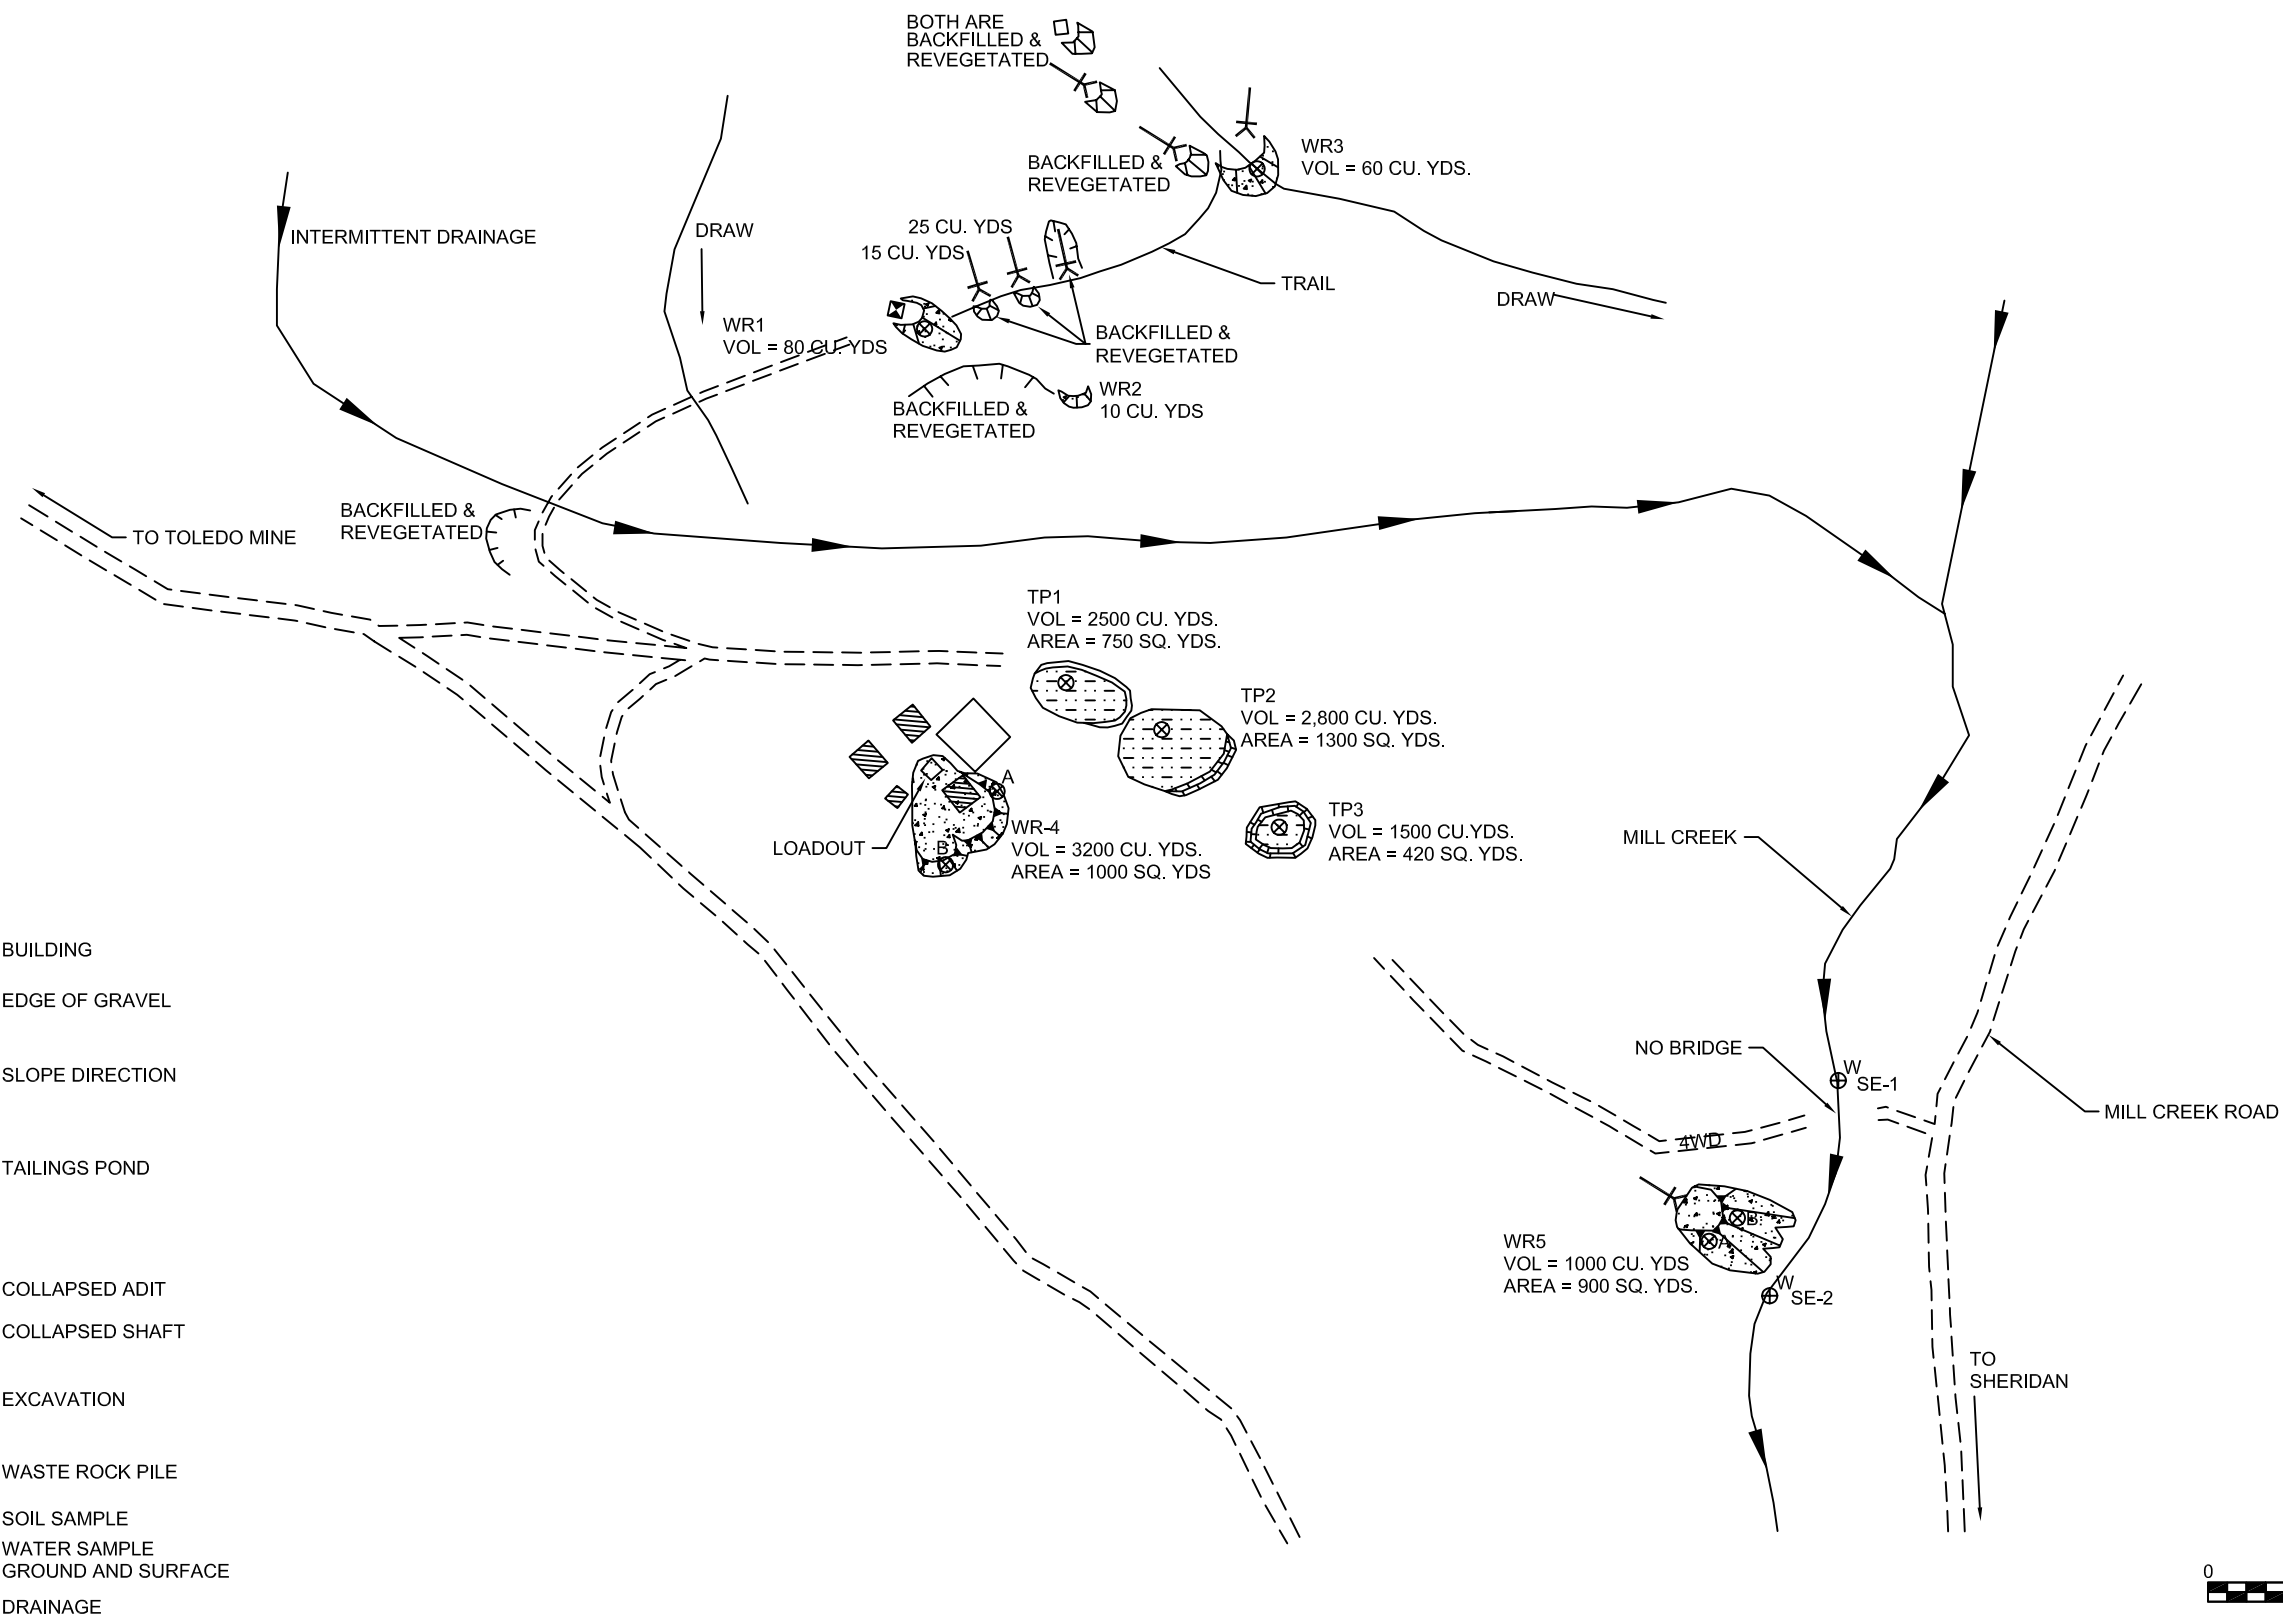 BOTH ARE
BACKFILLED &
REVEGETATED
WR3
VOL = 60 CU. YDS.
BACKFILLED &
REVEGETATED
INTERMITTENT DRAINAGE
DRAW
25 CU. YDS
15 CU. YDS
TRAIL
DRAW
WR1
VOL = 80 CU. YDS
BACKFILLED &
REVEGETATED
WR2
10 CU. YDS
BACKFILLED &
REVEGETATED
BACKFILLED &
REVEGETATED
TO TOLEDO MINE
TP1
VOL = 2500 CU. YDS.
AREA = 750 SQ. YDS.
TP2
VOL = 2,800 CU. YDS.
AREA = 1300 SQ. YDS.
A
TP3
VOL = 1500 CU.YDS.
AREA = 420 SQ. YDS.
WR-4
VOL = 3200 CU. YDS.
AREA = 1000 SQ. YDS
B
LOADOUT
MILL CREEK
NO BRIDGE
W
SE-1
MILL CREEK ROAD
4WD
B
A
WR5
VOL = 1000 CU. YDS
AREA = 900 SQ. YDS.
W
SE-2
TO
SHERIDAN
BUILDING
EDGE OF GRAVEL
SLOPE DIRECTION
TAILINGS POND
COLLAPSED ADIT
COLLAPSED SHAFT
EXCAVATION
WASTE ROCK PILE
SOIL SAMPLE
WATER SAMPLE
GROUND AND SURFACE
DRAINAGE
0